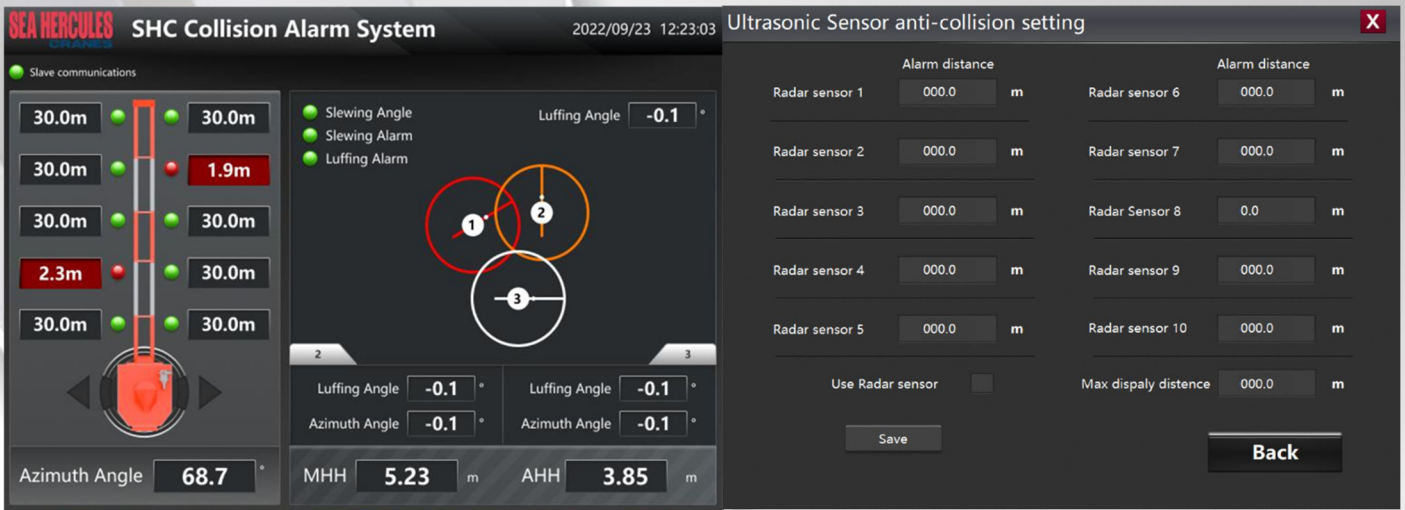 SEA HERCULES
CRANES
SHC Collision Alarm System
2022/09/23 12:23:03
Slave communications
30.0m 30.0m
30.0m 1.9m
30.0m 30.0m
2.3m 30.0m
30.0m 30.0m
Azimuth Angle 68.7 °
Slewing Angle
Slewing Alarm
Luffing Alarm
Luffing Angle -0.1 °
1
2
3
2 3
Luffing Angle -0.1 ° Luffing Angle -0.1 °
Azimuth Angle -0.1 ° Azimuth Angle -0.1 °
MHH 5.23 m AHH 3.85 m
Ultrasonic Sensor anti-collision setting X
Alarm distance Alarm distance
Radar sensor 1 000.0 m Radar sensor 6 000.0 m
Radar sensor 2 000.0 m Radar sensor 7 000.0 m
Radar sensor 3 000.0 m Radar Sensor 8 0.0 m
Radar sensor 4 000.0 m Radar sensor 9 000.0 m
Radar sensor 5 000.0 m Radar sensor 10 000.0 m
Use Radar sensor Max dispaly distence 000.0 m
Save
Back